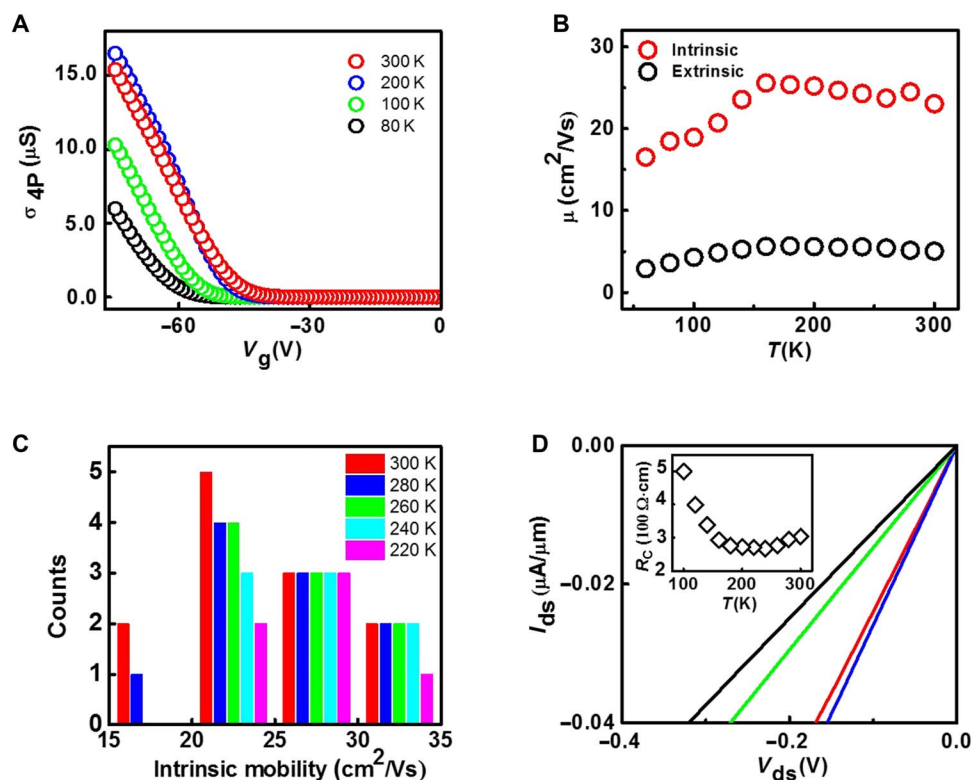 A
σ 4P (μS)
15.0
10.0
5.0
0.0
300 K
200 K
100 K
80 K
−60
−30
0
Vg(V)
B
μ (cm2/Vs)
30
20
10
0
Intrinsic
Extrinsic
100
200
300
T(K)
C
Counts
5
4
3
2
1
0
300 K
280 K
260 K
240 K
220 K
15
20
25
30
35
Intrinsic mobility (cm2/Vs)
D
Ids (μA/μm)
0.00
−0.02
−0.04
RC (100 Ω·cm)
5
4
3
2
100
200
300
T(K)
−0.4
−0.2
0.0
Vds(V)